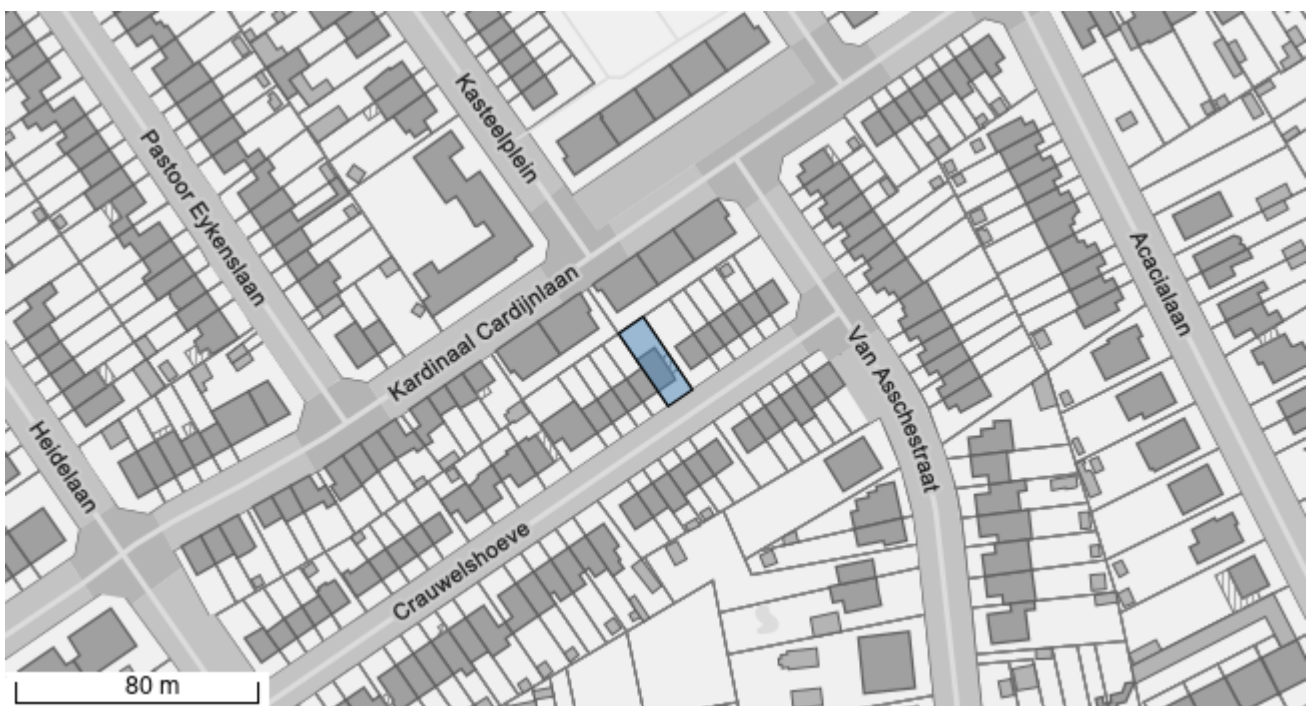 Kasteelplein
Pastoor Eykenslaan
Acacialaan
Kardinaal Cardijnlaan
Van Asschestraat
Heidelaan
Crauwelshoeve
80 m